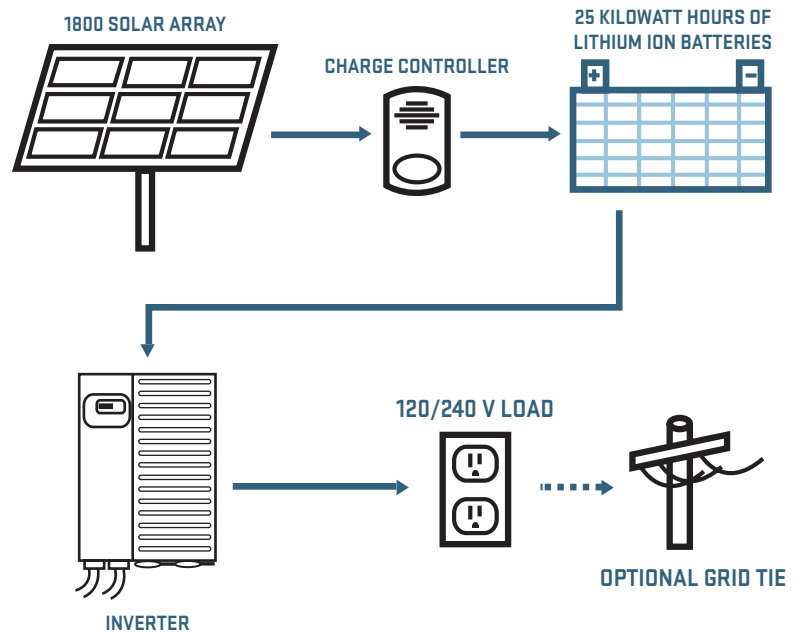 1800 SOLAR ARRAY
CHARGE CONTROLLER
25 KILOWATT HOURS OF
LITHIUM ION BATTERIES
120/240 V LOAD
OPTIONAL GRID TIE
INVERTER